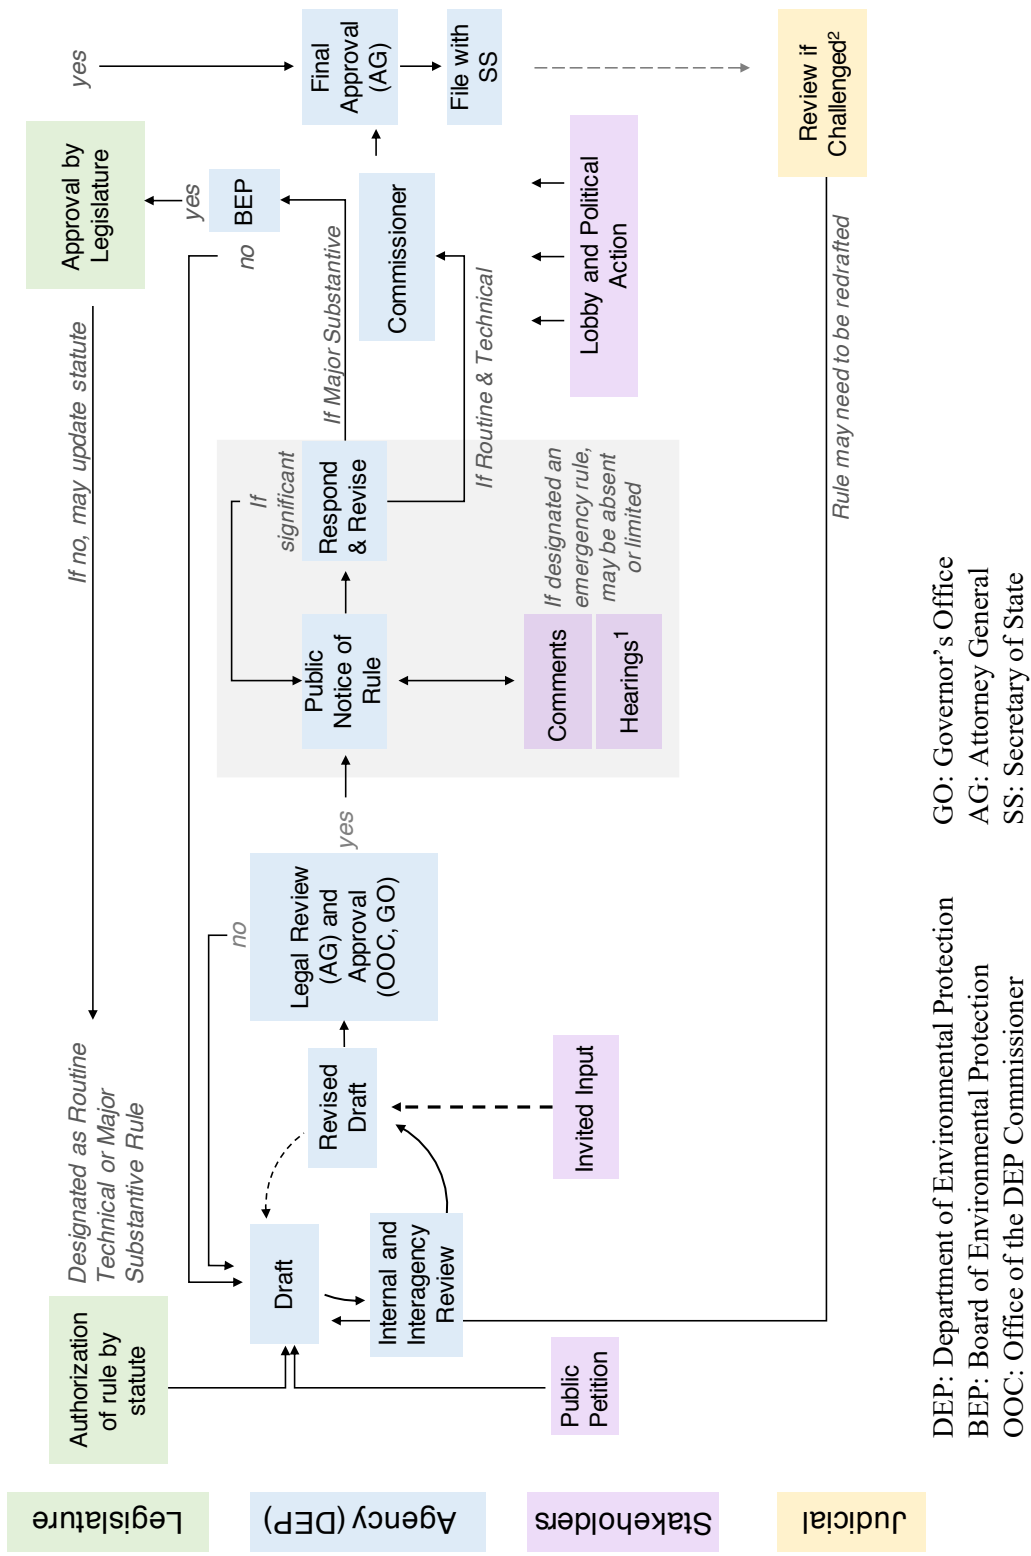 Legislature
Authorization
of rule by
statute
Designated as Routine
Technical or Major
Substantive Rule
If no, may update statute
Approval by
Legislature
yes
Agency (DEP)
Draft
Internal and
Interagency
Review
Revised
Draft
Legal Review
(AG) and
Approval
(OOC, GO)
no
yes
Public
Notice of
Rule
Respond
& Revise
If
significant
If Major Substantive
If Routine & Technical
BEP
yes
no
Commissioner
Final
Approval
(AG)
File with
SS
Stakeholders
Public
Petition
Invited Input
Comments
Hearings1
If designated an
emergency rule,
may be absent
or limited
Lobby and Political
Action
Judicial
Rule may need to be redrafted
Review if
Challenged2
DEP: Department of Environmental Protection
BEP: Board of Environmental Protection
OOC: Office of the DEP Commissioner
GO: Governor's Office
AG: Attorney General
SS: Secretary of State